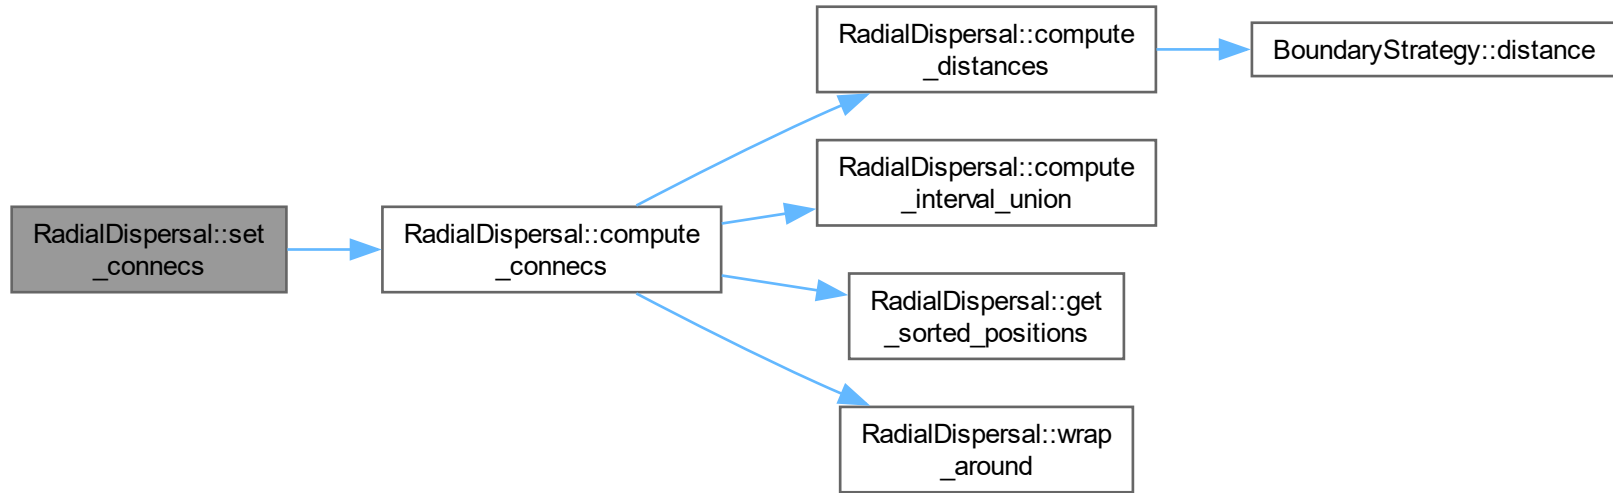 RadialDispersal::set
_connecs
RadialDispersal::compute
_connecs
RadialDispersal::compute
_distances
BoundaryStrategy::distance
RadialDispersal::compute
_interval_union
RadialDispersal::get
_sorted_positions
RadialDispersal::wrap
_around